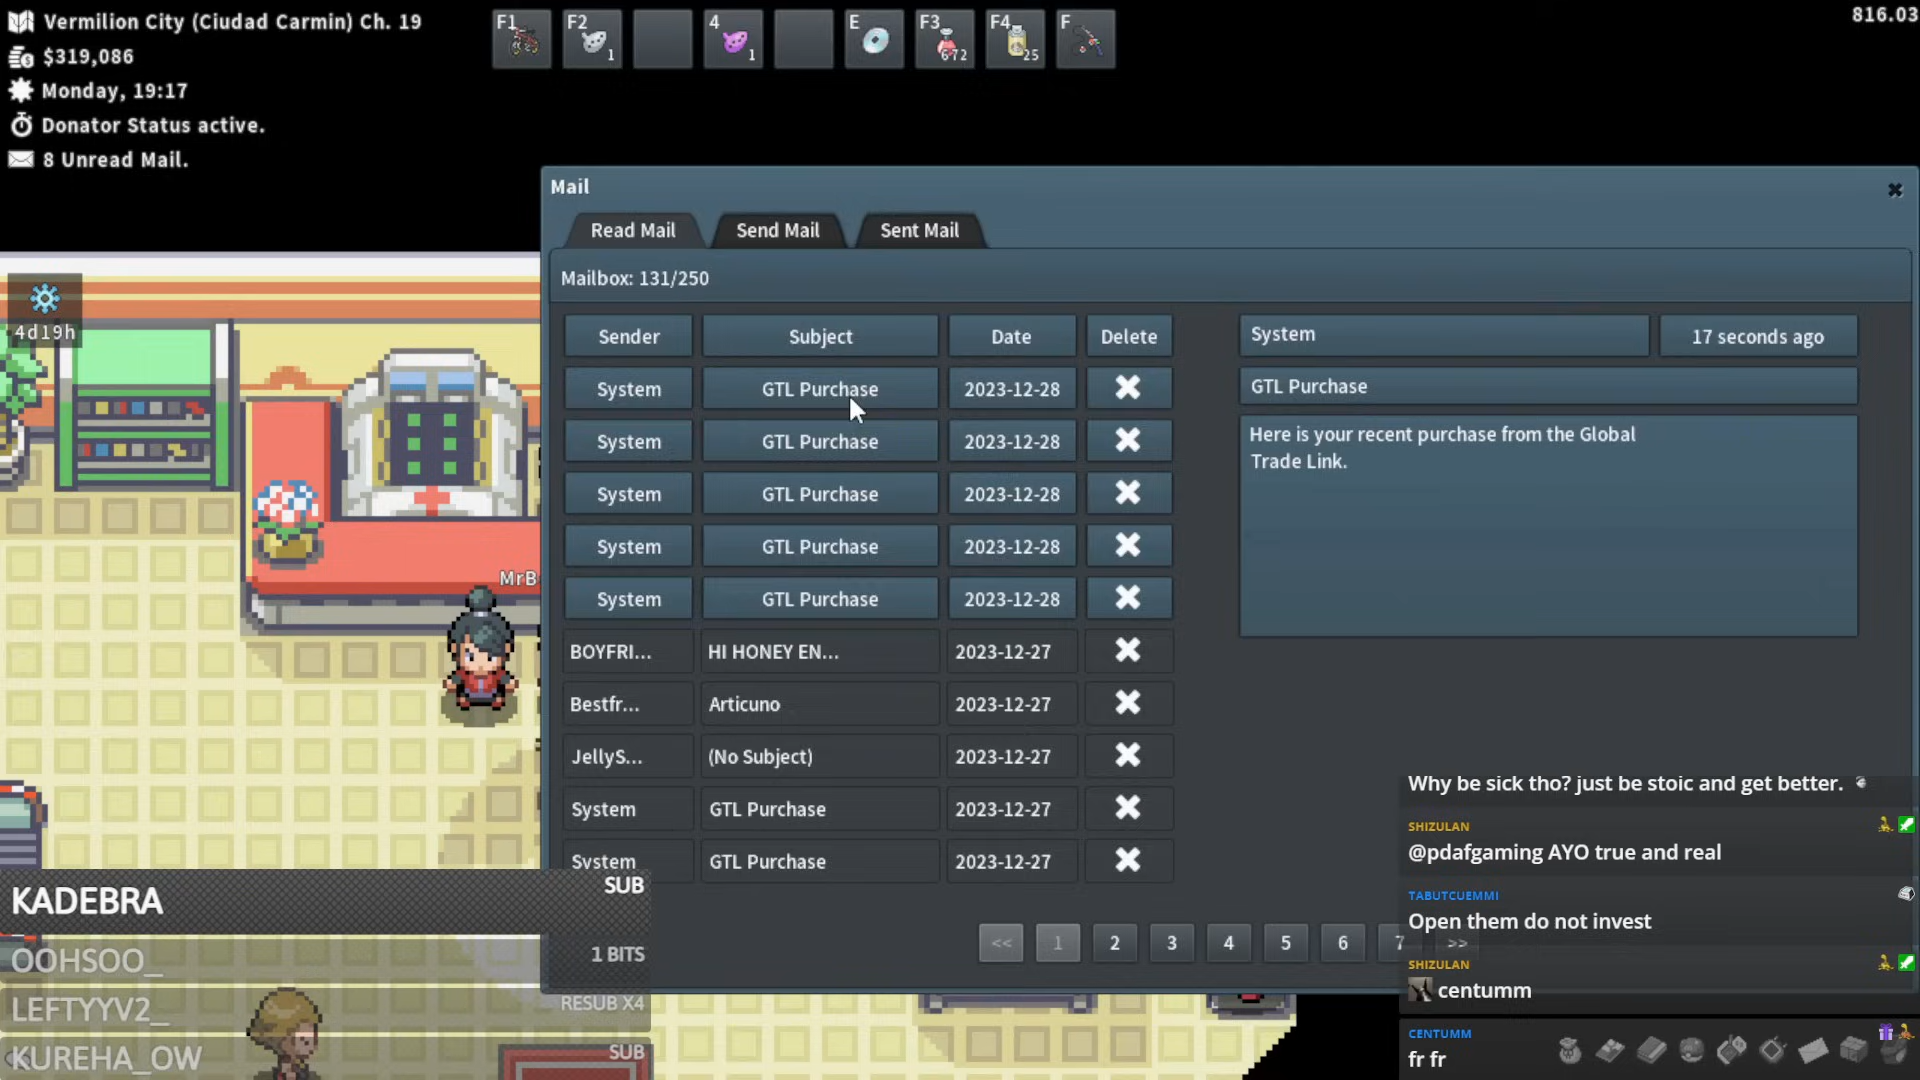 Vermilion City (Ciudad Carmin) Ch. 19
$319,086
Monday, 19:17
Donator Status active.
8 Unread Mail.
F1
F2
1
4
1
E
F3
672
F4
25
F
816.03
4d19h
MrB
Mail
Read Mail
Send Mail
Sent Mail
Mailbox: 131/250
Sender Subject Date Delete
System GTL Purchase 2023-12-28
System GTL Purchase 2023-12-28
System GTL Purchase 2023-12-28
System GTL Purchase 2023-12-28
System GTL Purchase 2023-12-28
BOYFRI... HI HONEY EN... 2023-12-27
Bestfr... Articuno 2023-12-27
JellyS... (No Subject) 2023-12-27
System GTL Purchase 2023-12-27
System GTL Purchase 2023-12-27
<< 1 2 3 4 5 6 7 >>
System
17 seconds ago
GTL Purchase
Here is your recent purchase from the Global
Trade Link.
KADEBRA SUB
OOHSOO_ 1 BITS
LEFTYYV2_ RESUB X4
KUREHA_OW SUB
Why be sick tho? just be stoic and get better.
SHIZULAN
@pdafgaming AYO true and real
TABUTCUEMMI
Open them do not invest
SHIZULAN
centumm
CENTUMM
fr fr